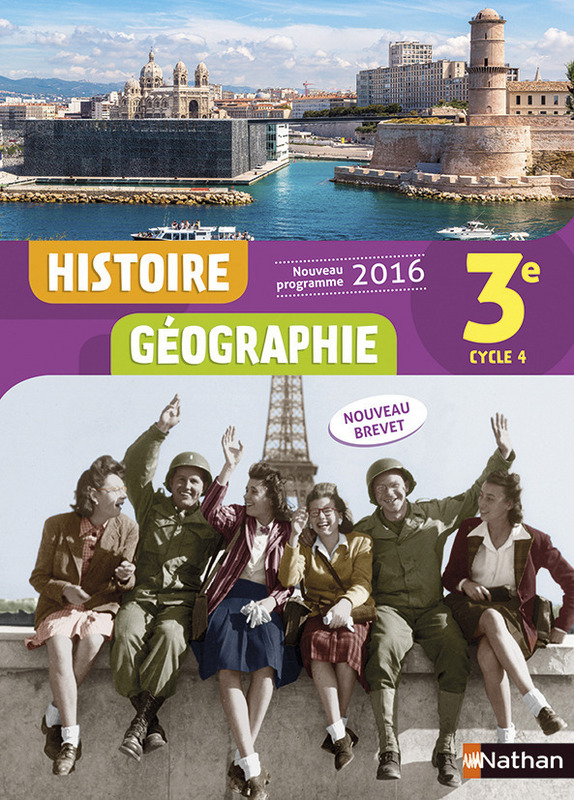 HISTOIRE
Nouveau
programme 2016
GÉOGRAPHIE
3e
CYCLE 4
NOUVEAU
BREVET
Nathan